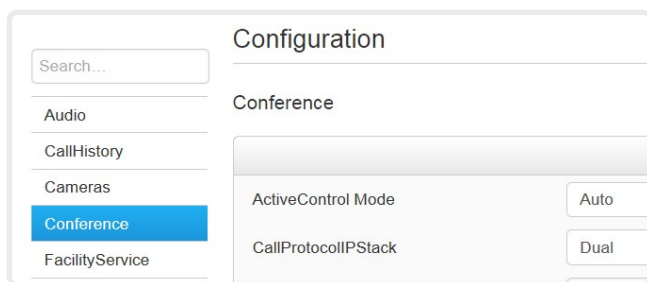 Configuration
Search...
Conference
Audio
CallHistory
Cameras
Conference
FacilityService
ActiveControl Mode
Auto
CallProtocolIPStack
Dual